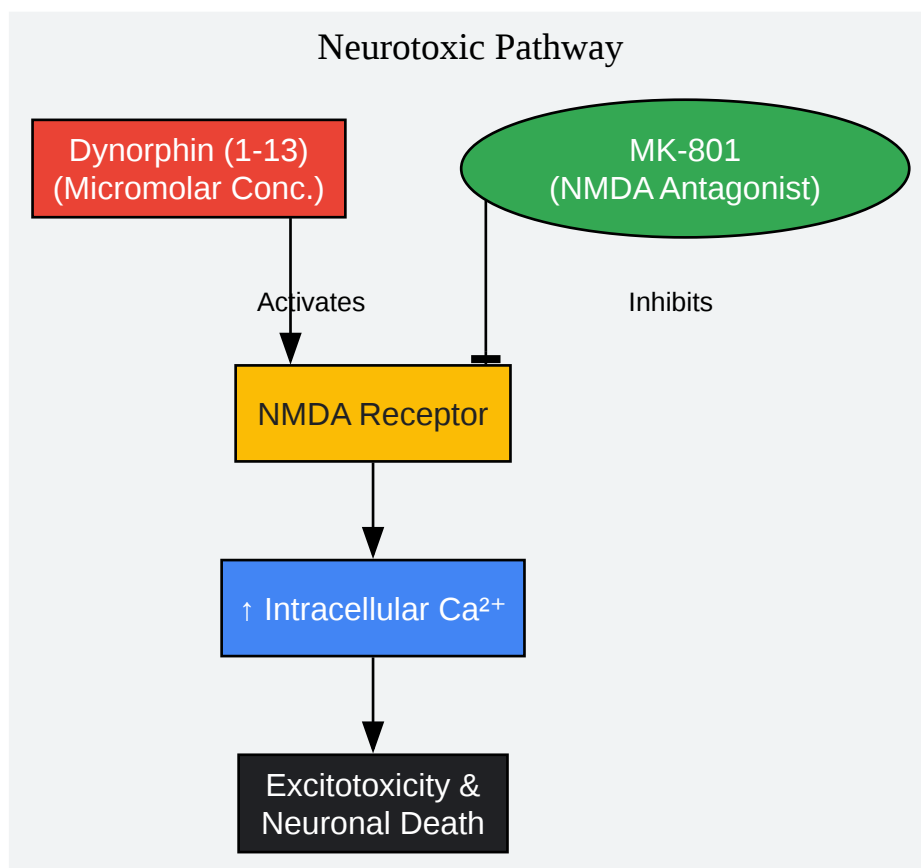 Neurotoxic Pathway
Dynorphin (1-13)
(Micromolar Conc.)
MK-801
(NMDA Antagonist)
Activates
Inhibits
NMDA Receptor
↑ Intracellular Ca²⁺
Excitotoxicity &
Neuronal Death